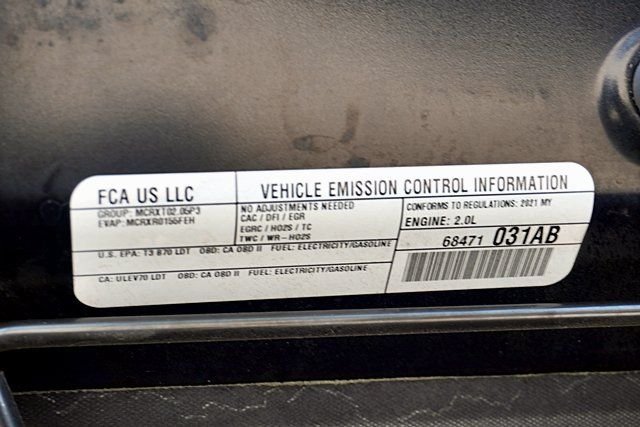 FCA US LLC
GROUP: MCRXT02.05P3
EVAP: MCRXR0155FEH
VEHICLE EMISSION CONTROL INFORMATION
NO ADJUSTMENTS NEEDED
CAC / DFI / EGR
EGRC / HO2S / TC
TWC / WR-HO2S
CONFORMS TO REGULATIONS: 2021 MY
ENGINE: 2.0L
68471 031AB
U.S. EPA: T3 B70 LDT OBD: CA OBD II FUEL: ELECTRICITY/GASOLINE
CA: ULEV70 LDT OBD: CA OBD II FUEL: ELECTRICITY/GASOLINE